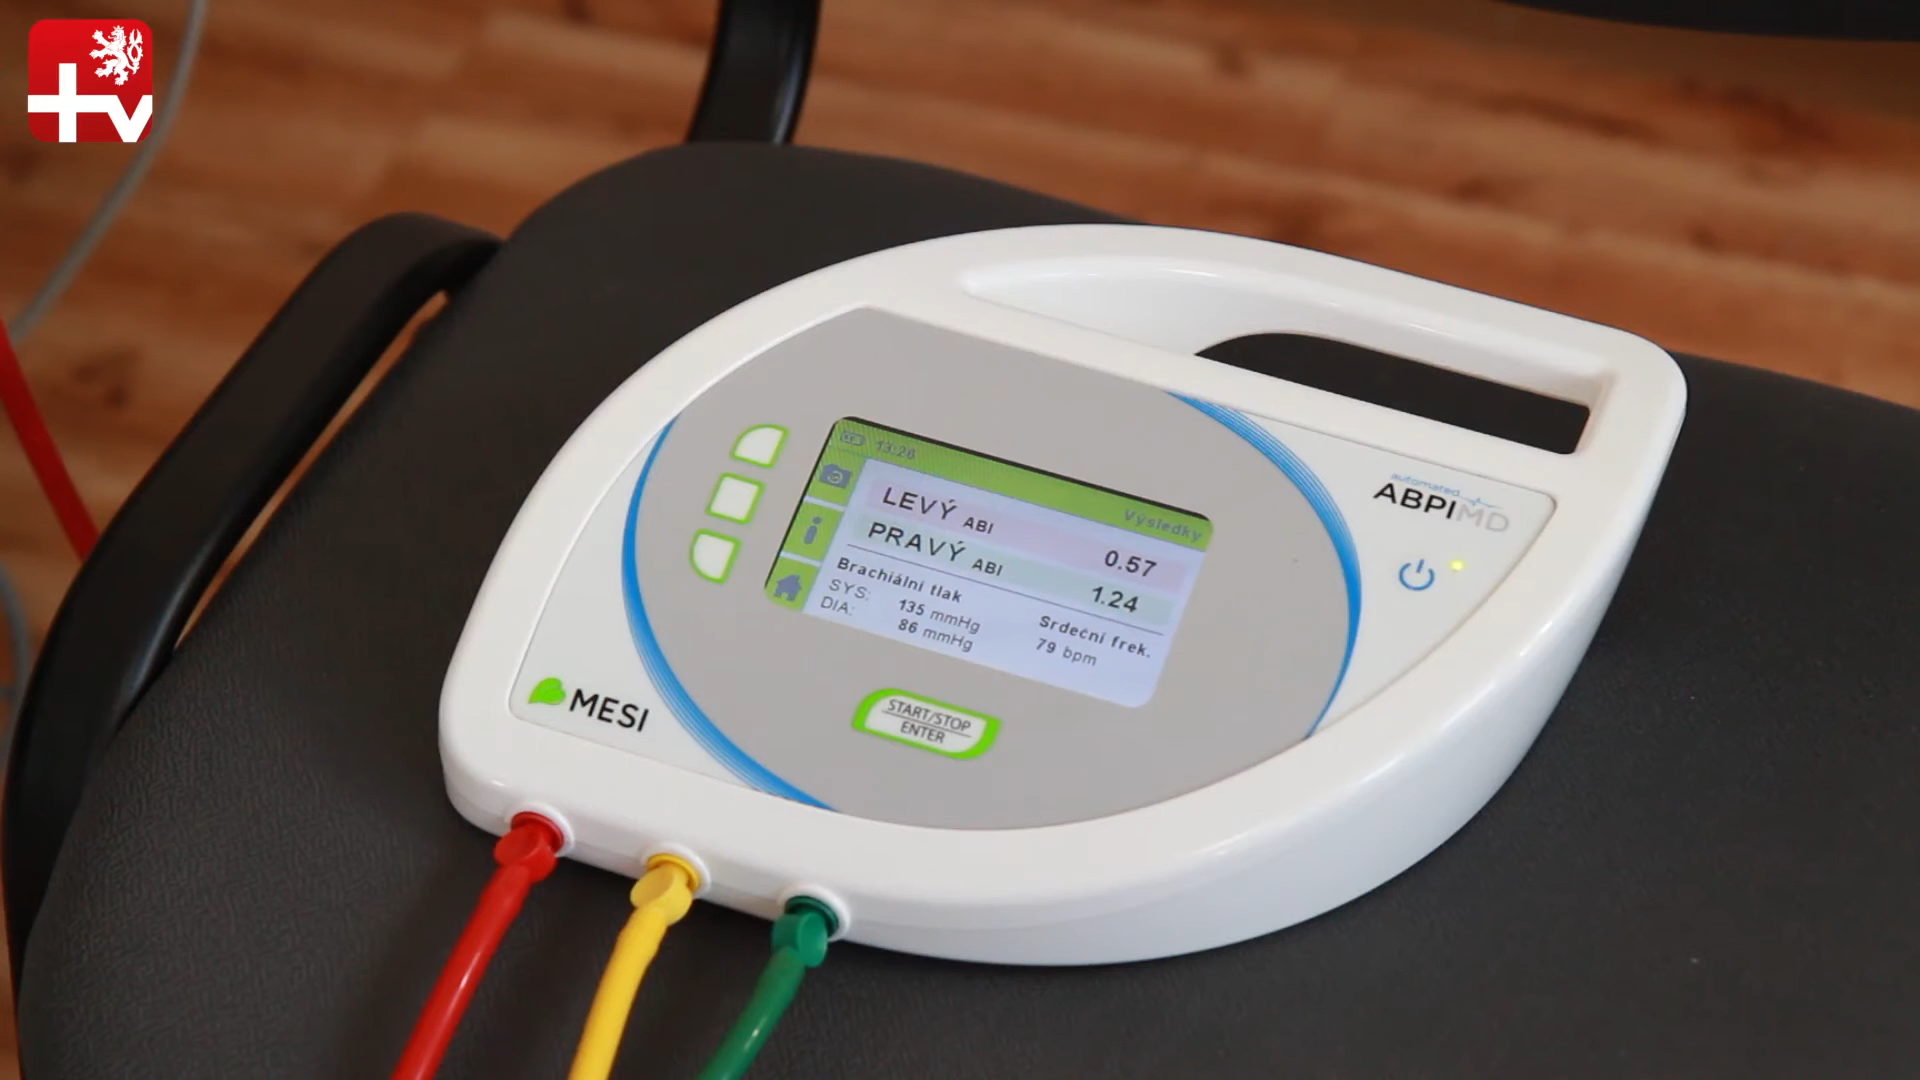 +v
13:26
Výsledky
LEVÝ ABI 0.57
PRAVÝ ABI 1.24
Brachiální tlak
SYS: 135 mmHg
DIA: 86 mmHg
Srdeční frek.
79 bpm
automated
ABPIMD
MESI
START/STOP
ENTER